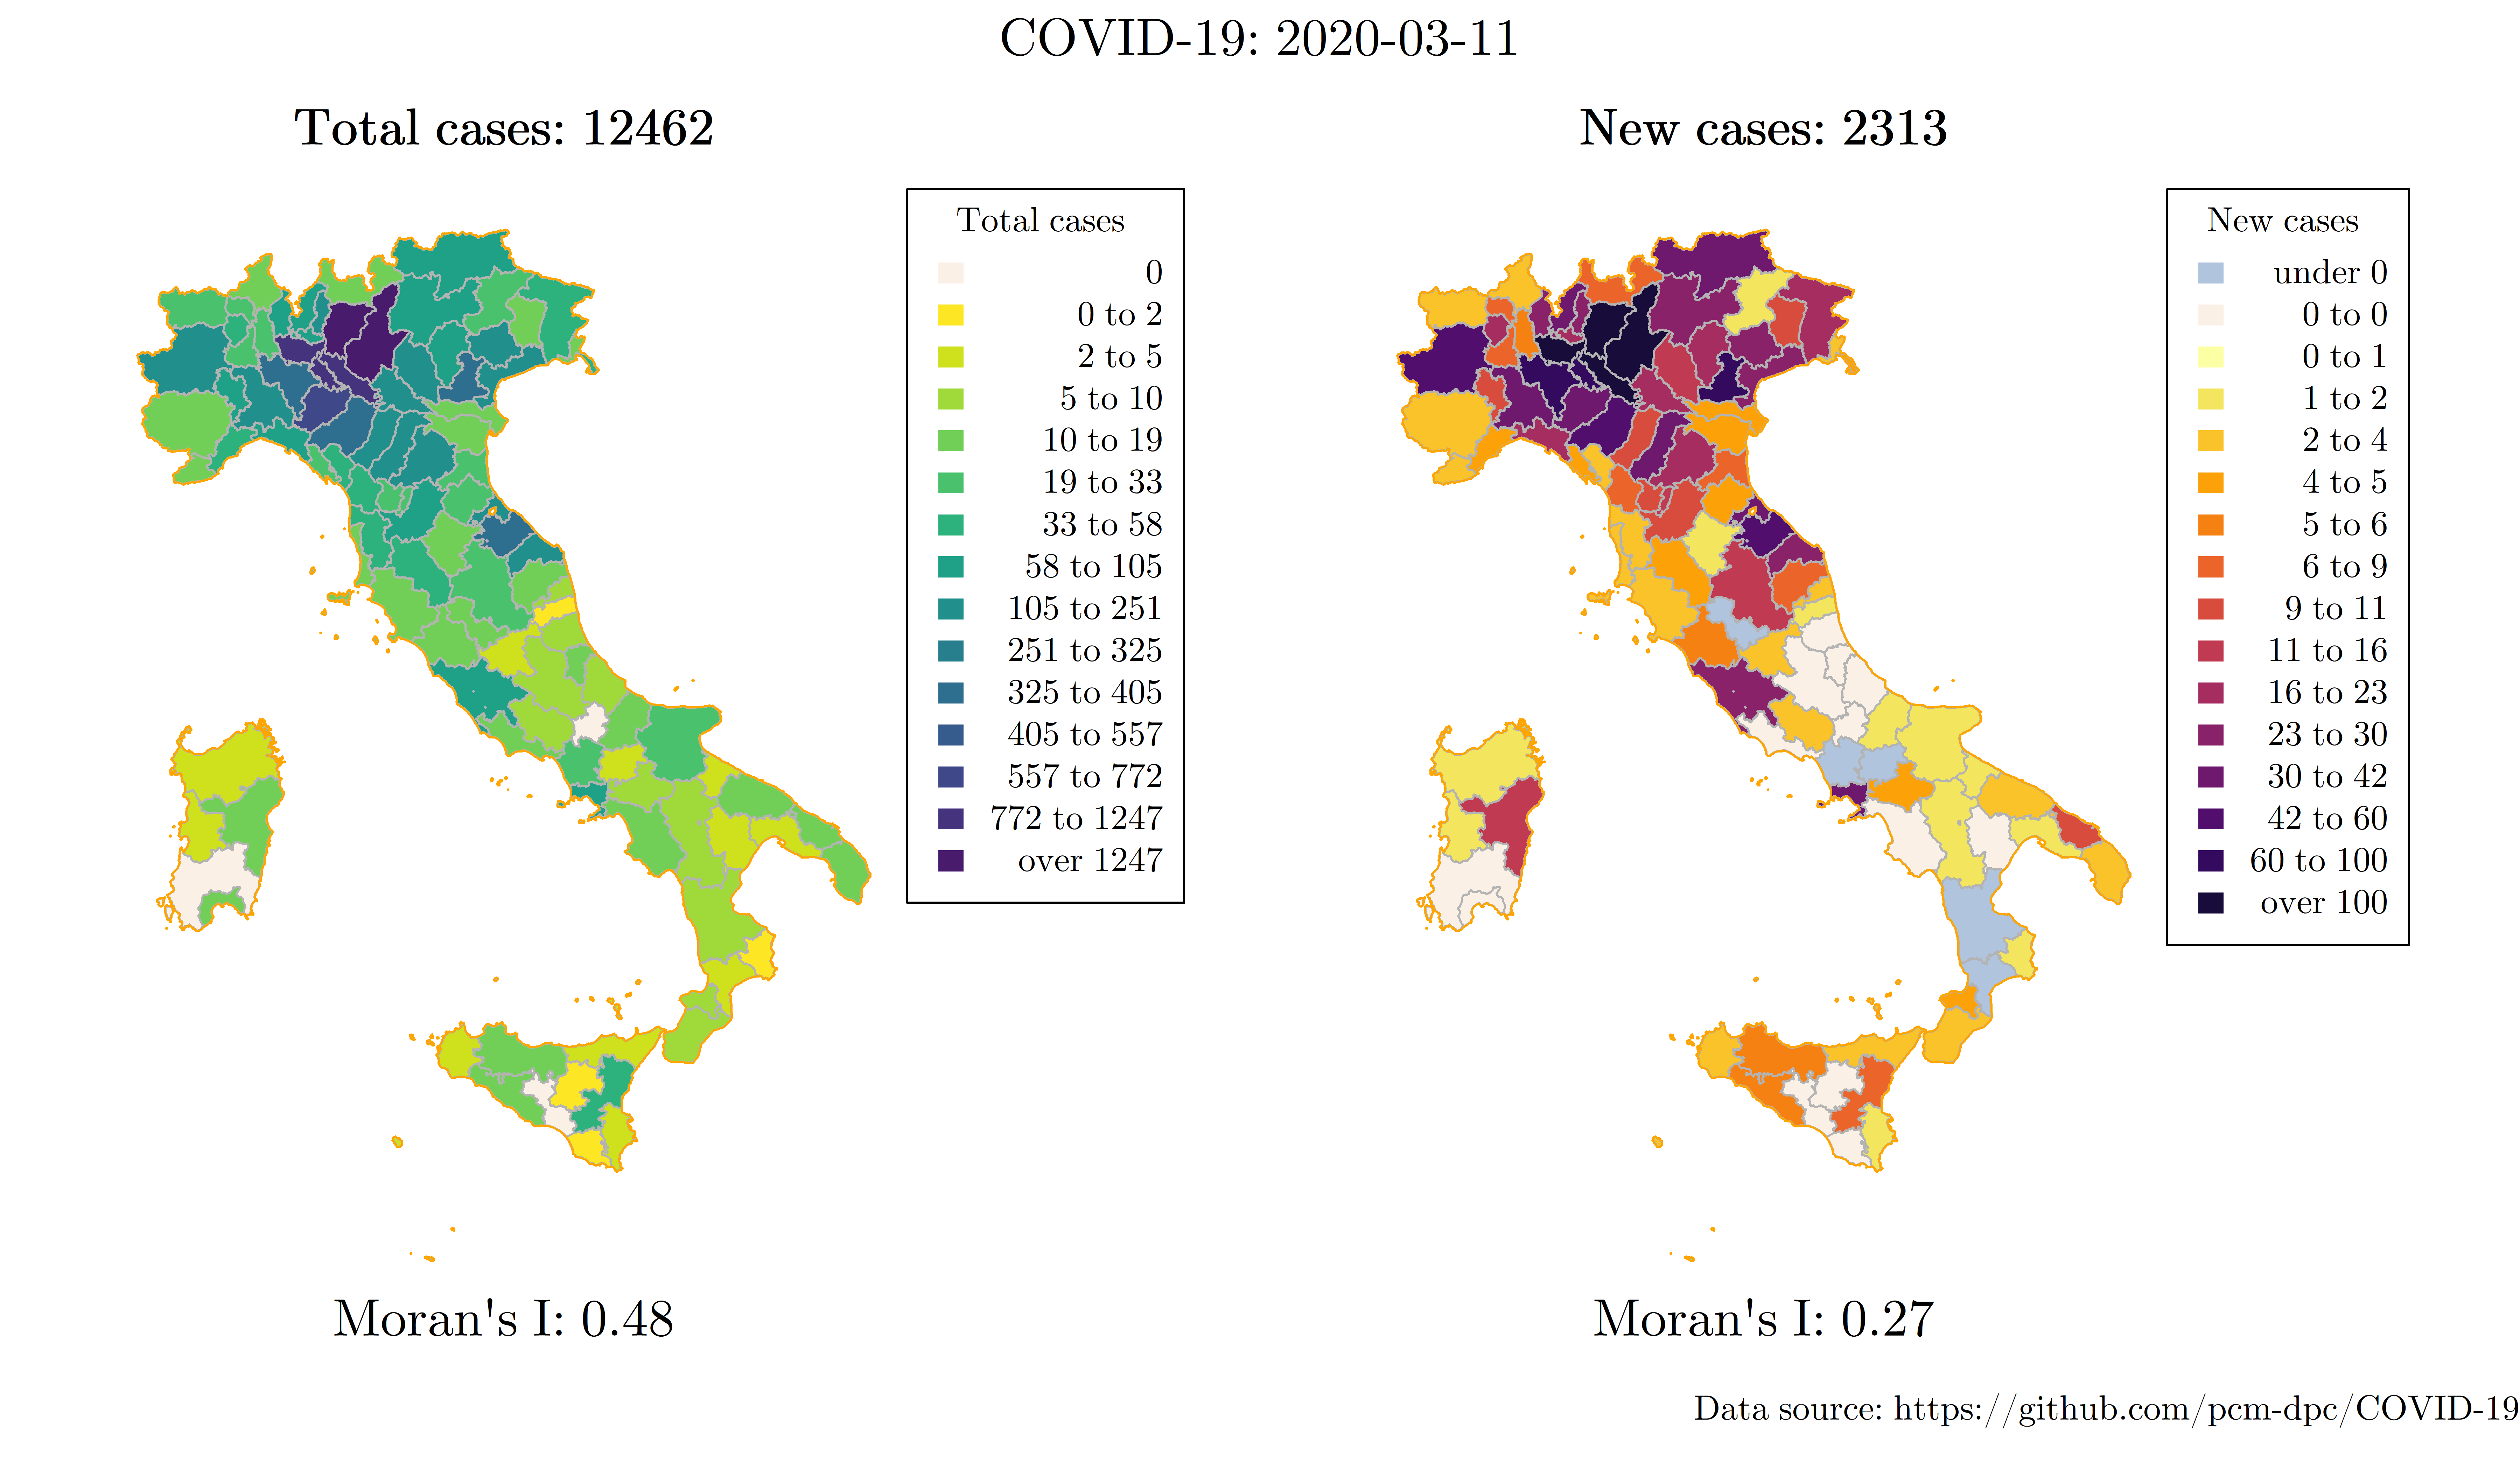 COVID-19: 2020-03-11
Total cases: 12462
Total cases
0
0 to 2
2 to 5
5 to 10
10 to 19
19 to 33
33 to 58
58 to 105
105 to 251
251 to 325
325 to 405
405 to 557
557 to 772
772 to 1247
over 1247
Moran's I: 0.48
New cases: 2313
New cases
under 0
0 to 0
0 to 1
1 to 2
2 to 4
4 to 5
5 to 6
6 to 9
9 to 11
11 to 16
16 to 23
23 to 30
30 to 42
42 to 60
60 to 100
over 100
Moran's I: 0.27
Data source: https://github.com/pcm-dpc/COVID-19